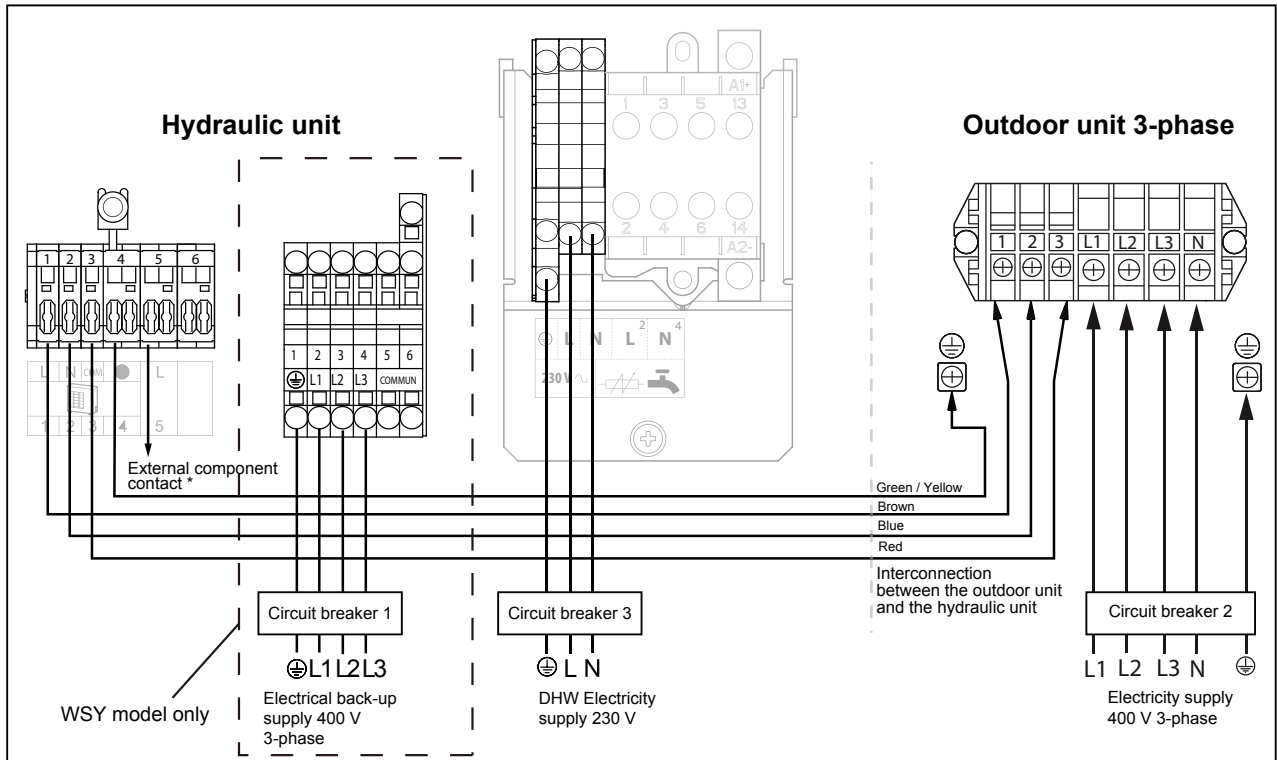 Hydraulic unit
Outdoor unit 3-phase
A1+
1 3 5 13
2 4 6 14
A2-
1 2 3 4 5 6
L N COM L
1 2 3 4 5
External component
contact *
1 2 3 4 5 6
L1 L2 L3 COMMUN
2 4
L N L N
230 V ~
1 2 3 L1 L2 L3 N
Green / Yellow
Brown
Blue
Red
Interconnection
between the outdoor unit
and the hydraulic unit
Circuit breaker 1
L1 L2 L3
Electrical back-up
supply 400 V
3-phase
WSY model only
Circuit breaker 3
L N
DHW Electricity
supply 230 V
Circuit breaker 2
L1 L2 L3 N
Electricity supply
400 V 3-phase